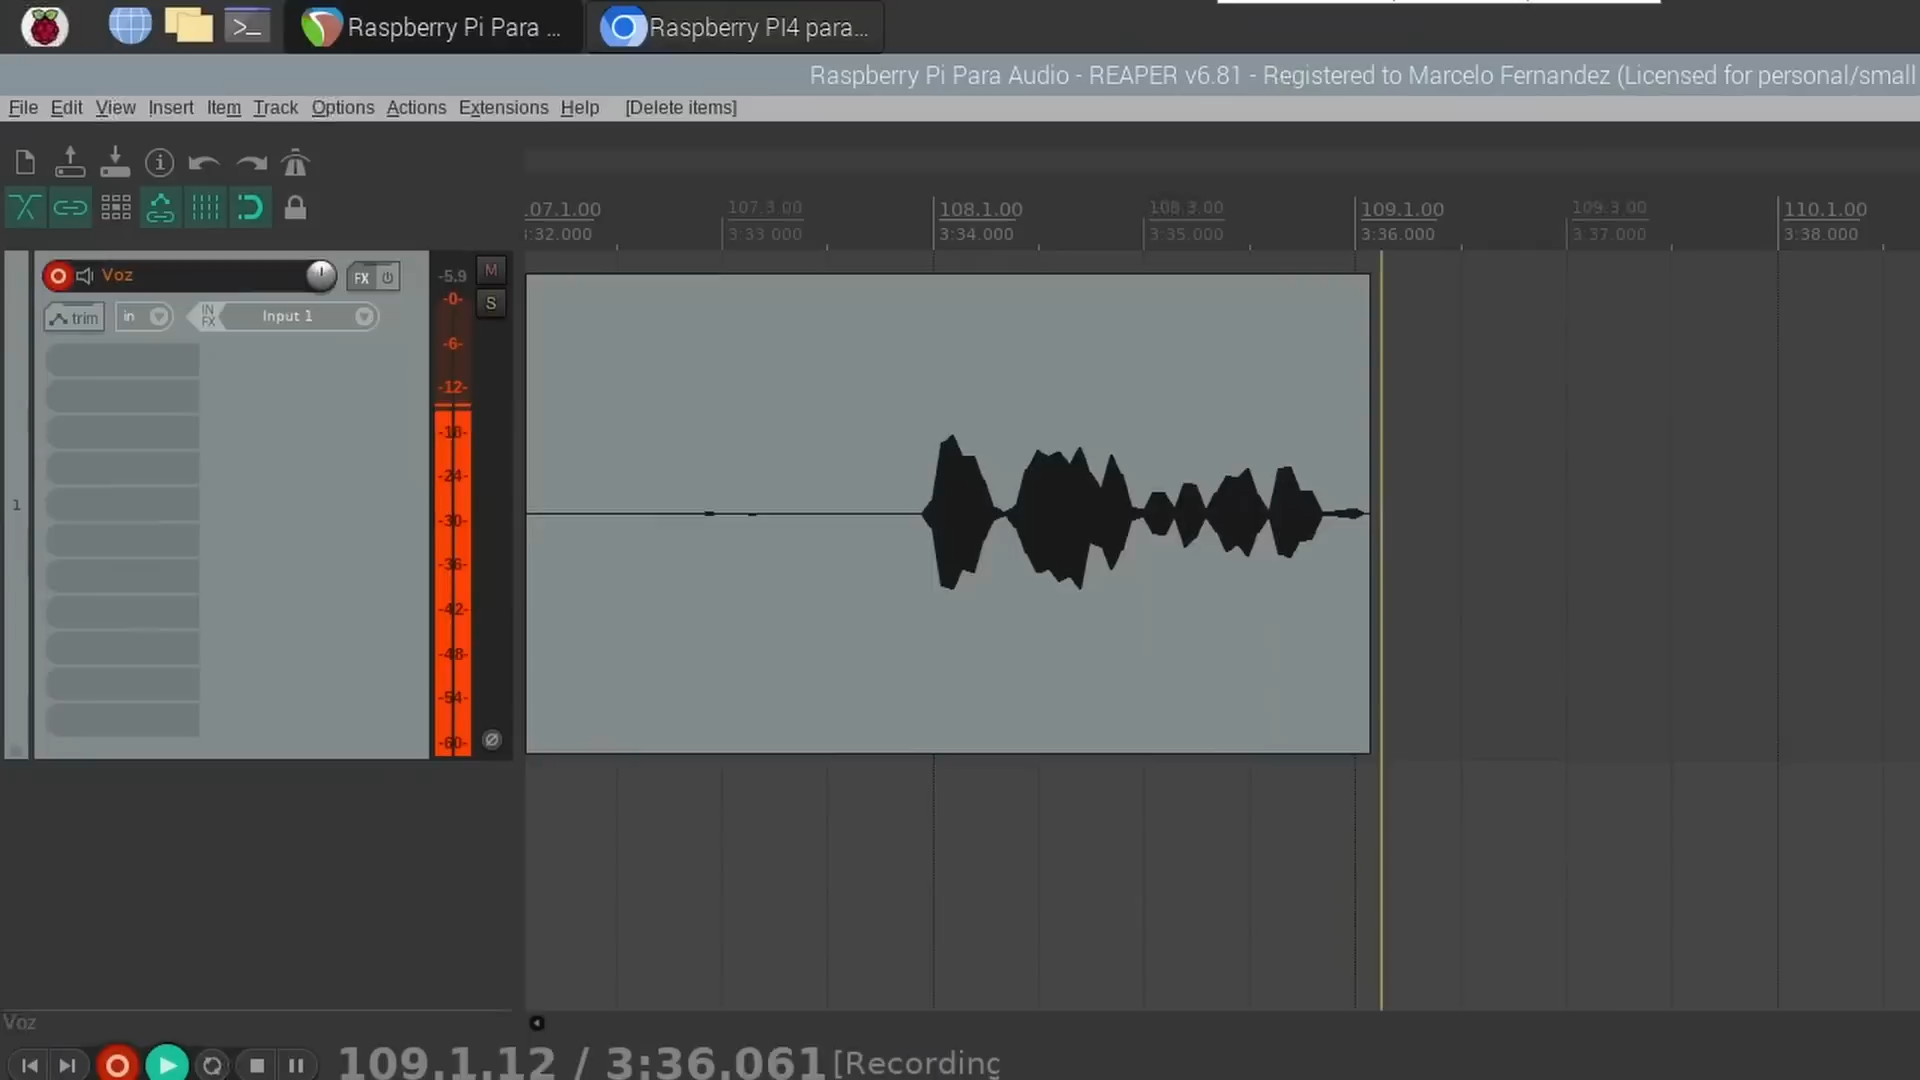 Raspberry Pi Para ...
Raspberry PI4 para...
Raspberry Pi Para Audio - REAPER v6.81 - Registered to Marcelo Fernandez (Licensed for personal/small
File Edit View Insert Item Track Options Actions Extensions Help [Delete items]
07.1.00 107.3.00 108.1.00 108.3.00 109.1.00 109.3.00 110.1.00
:32.000 3:33.000 3:34.000 3:35.000 3:36.000 3:37.000 3:38.000
Voz FX -5.9 M
-0- S
trim in IN FX Input 1
-6-
-12-
-18-
-24-
1
-30-
-36-
-42-
-48-
-54-
-60-
Voz
109.1.12 / 3:36.061 [Recording